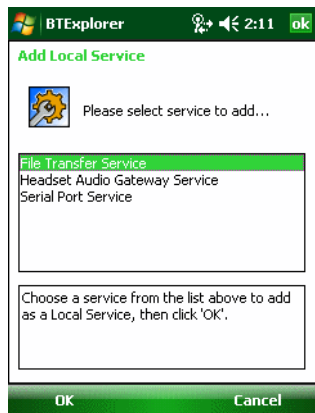 BTExplorer 2:11 ok
Add Local Service
Please select service to add...
File Transfer Service
Headset Audio Gateway Service
Serial Port Service
Choose a service from the list above to add
as a Local Service, then click 'OK'.
OK Cancel